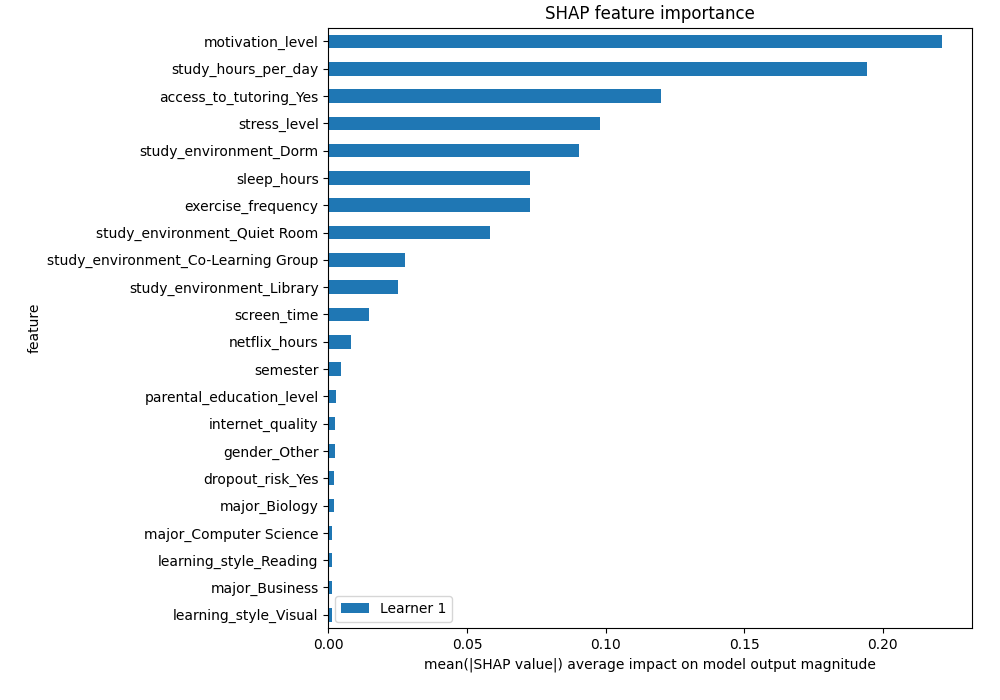 SHAP feature importance
motivation_level
study_hours_per_day
access_to_tutoring_Yes
stress_level
study_environment_Dorm
sleep_hours
exercise_frequency
study_environment_Quiet Room
study_environment_Co-Learning Group
study_environment_Library
screen_time
netflix_hours
semester
parental_education_level
internet_quality
gender_Other
dropout_risk_Yes
major_Biology
major_Computer Science
learning_style_Reading
major_Business
learning_style_Visual
feature
Learner 1
0.00 0.05 0.10 0.15 0.20
mean(|SHAP value|) average impact on model output magnitude